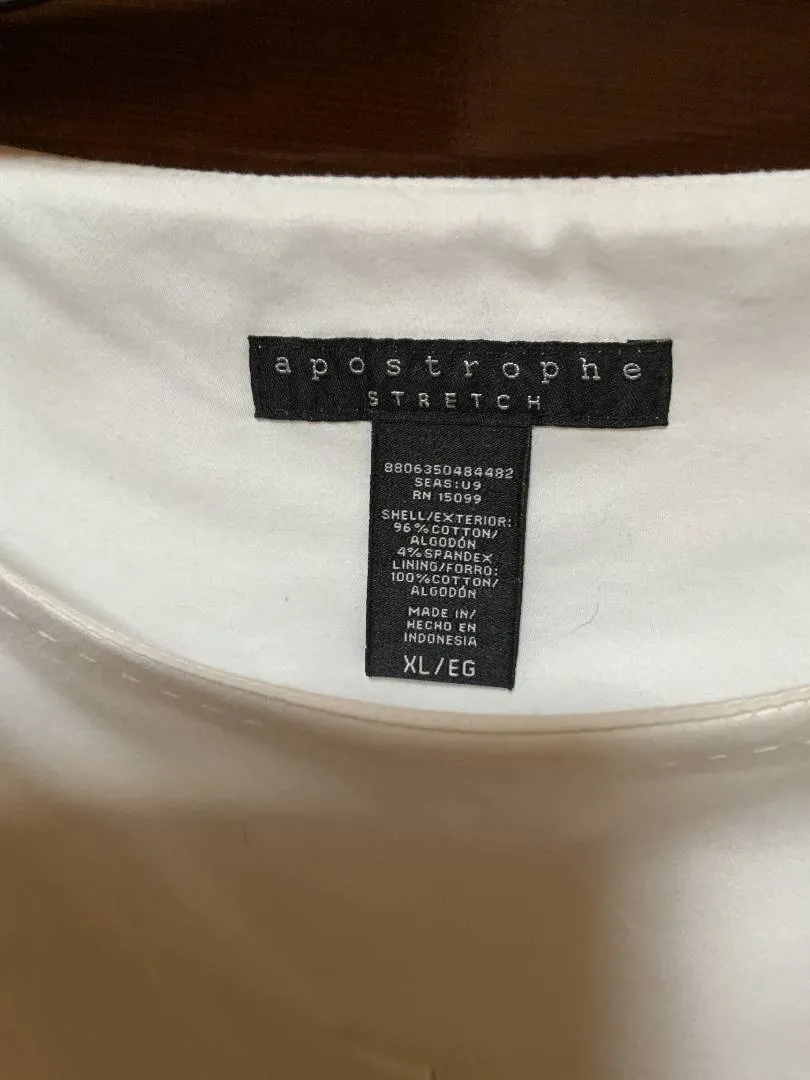 apostrophe
STRETCH
8806350484482
SEAS:U9
RN 15099
SHELL/EXTERIOR:
96%COTTON/
ALGODÓN
4%SPANDEX
LINING/FORRO:
100%COTTON/
ALGODÓN
MADE IN/
HECHO EN
INDONESIA
XL/EG